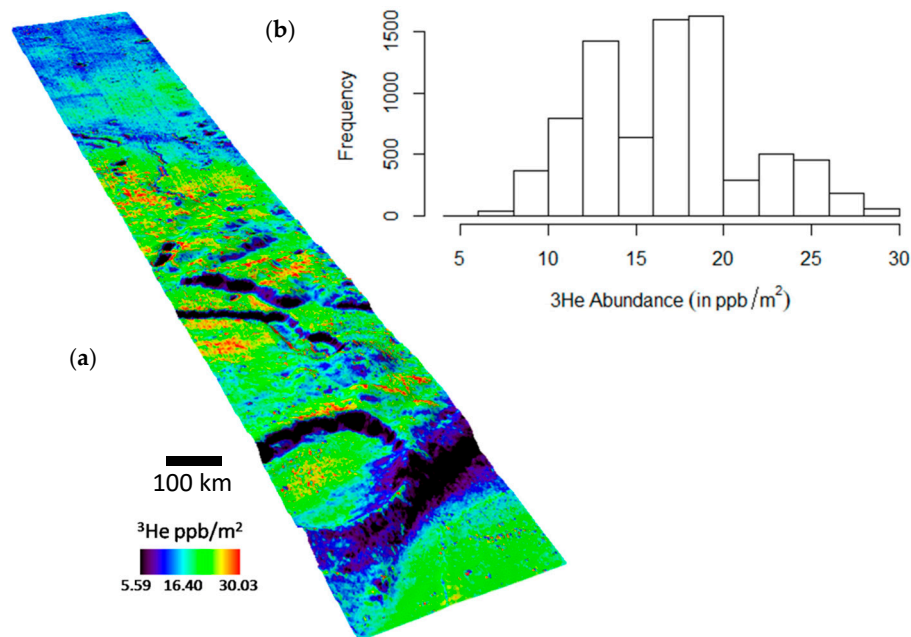 (b)
1500
1000
500
0
Frequency
5 10 15 20 25 30
3He Abundance (in ppb/m²)
(a)
100 km
³He ppb/m²
5.59 16.40 30.03